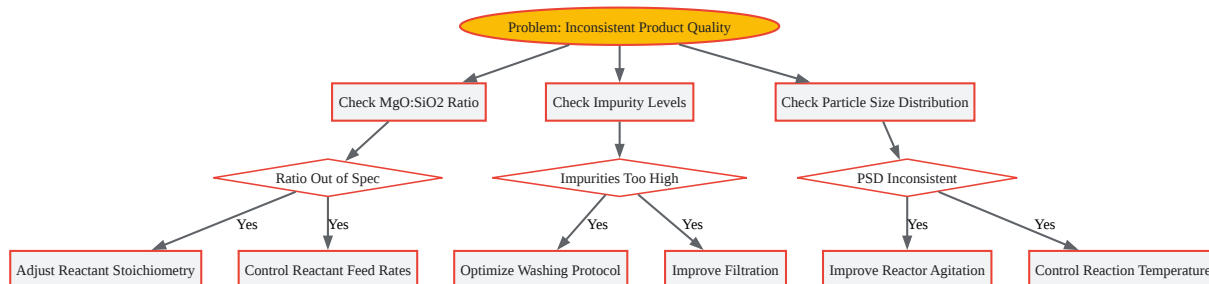 Problem: Inconsistent Product Quality
Check MgO:SiO2 Ratio
Check Impurity Levels
Check Particle Size Distribution
Ratio Out of Spec
Impurities Too High
PSD Inconsistent
Yes
Yes
Yes
Yes
Yes
Yes
Adjust Reactant Stoichiometry
Control Reactant Feed Rates
Optimize Washing Protocol
Improve Filtration
Improve Reactor Agitation
Control Reaction Temperature